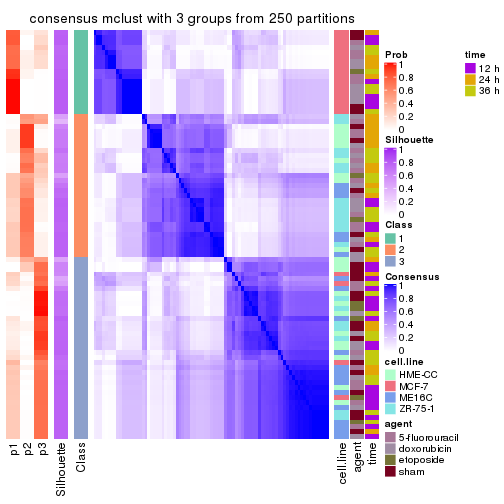 consensus mclust with 3 groups from 250 partitions
Prob
1
0.8
0.6
0.4
0.2
0
time
12 h
24 h
36 h
Silhouette
1
0.8
0.6
0.4
0.2
0
Class
1
2
3
Consensus
1
0.8
0.6
0.4
0.2
0
cell.line
HME-CC
MCF-7
ME16C
ZR-75-1
agent
5-fluorouracil
doxorubicin
etoposide
sham
p1
p2
p3
Silhouette
Class
cell.line
agent
time